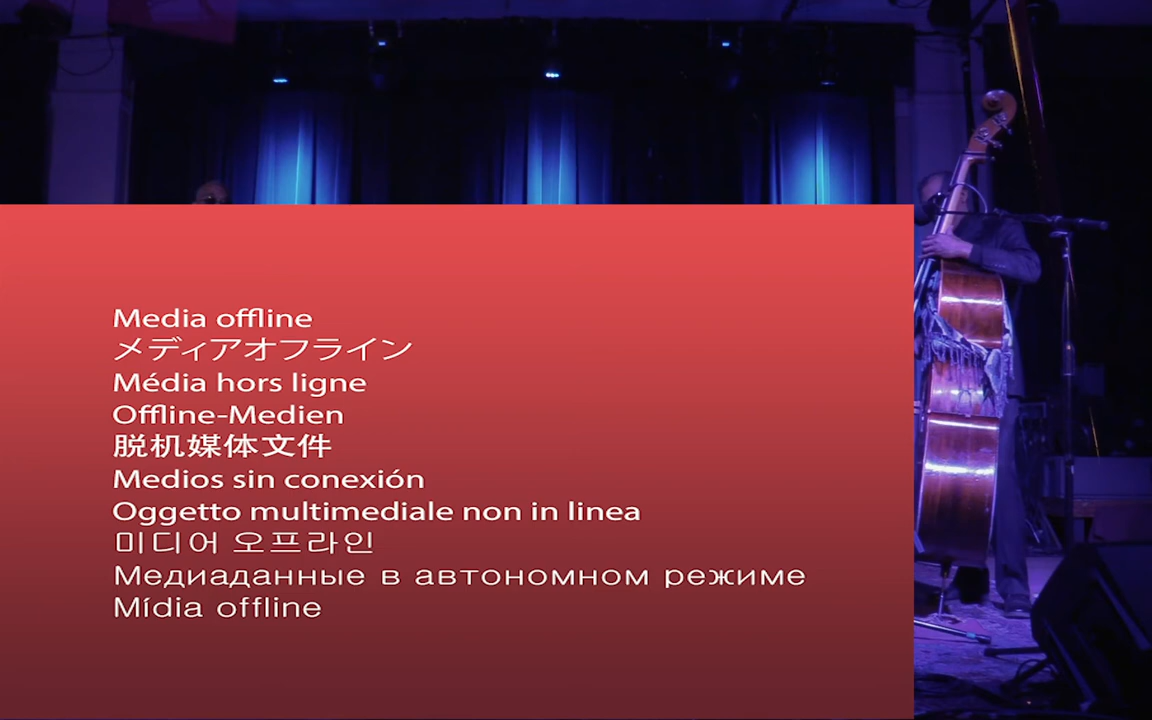 Media offline
メディアオフライン
Média hors ligne
Offline-Medien
脱机媒体文件
Medios sin conexión
Oggetto multimediale non in linea
미디어 오프라인
Медиаданные в автономном режиме
Mídia offline